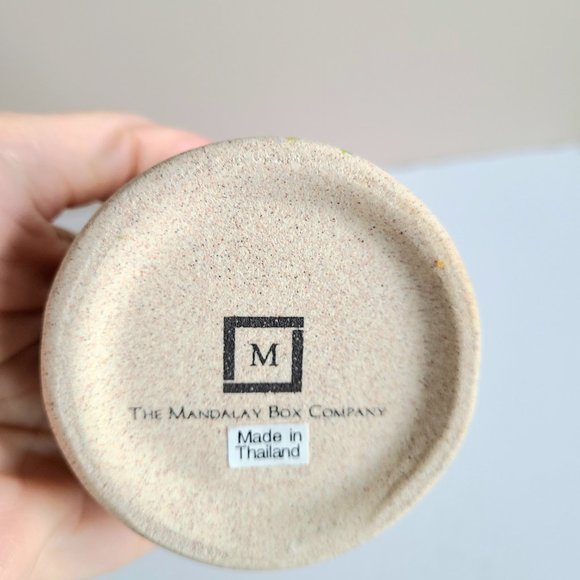 M
The Mandalay Box Company
Made in
Thailand